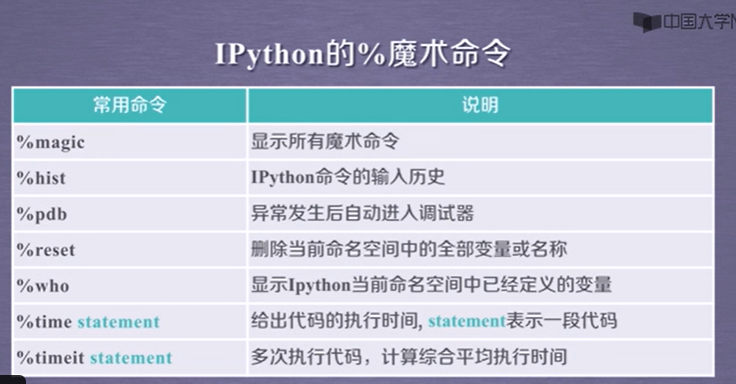 中国大学M
IPython的%魔术命令
常用命令 说明
%magic 显示所有魔术命令
%hist IPython命令的输入历史
%pdb 异常发生后自动进入调试器
%reset 删除当前命名空间中的全部变量或名称
%who 显示Ipython当前命名空间中已经定义的变量
%time statement 给出代码的执行时间, statement表示一段代码
%timeit statement 多次执行代码，计算综合平均执行时间